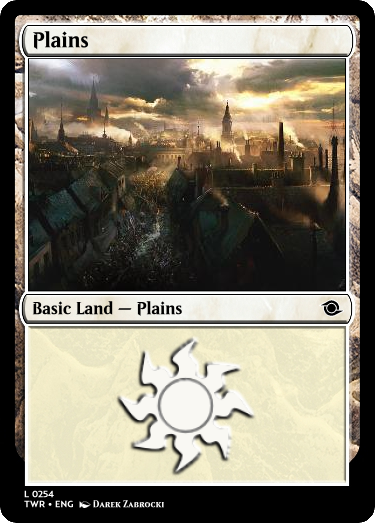 Plains
Basic Land — Plains
L 0254
TWR • ENG Darek Zabrocki